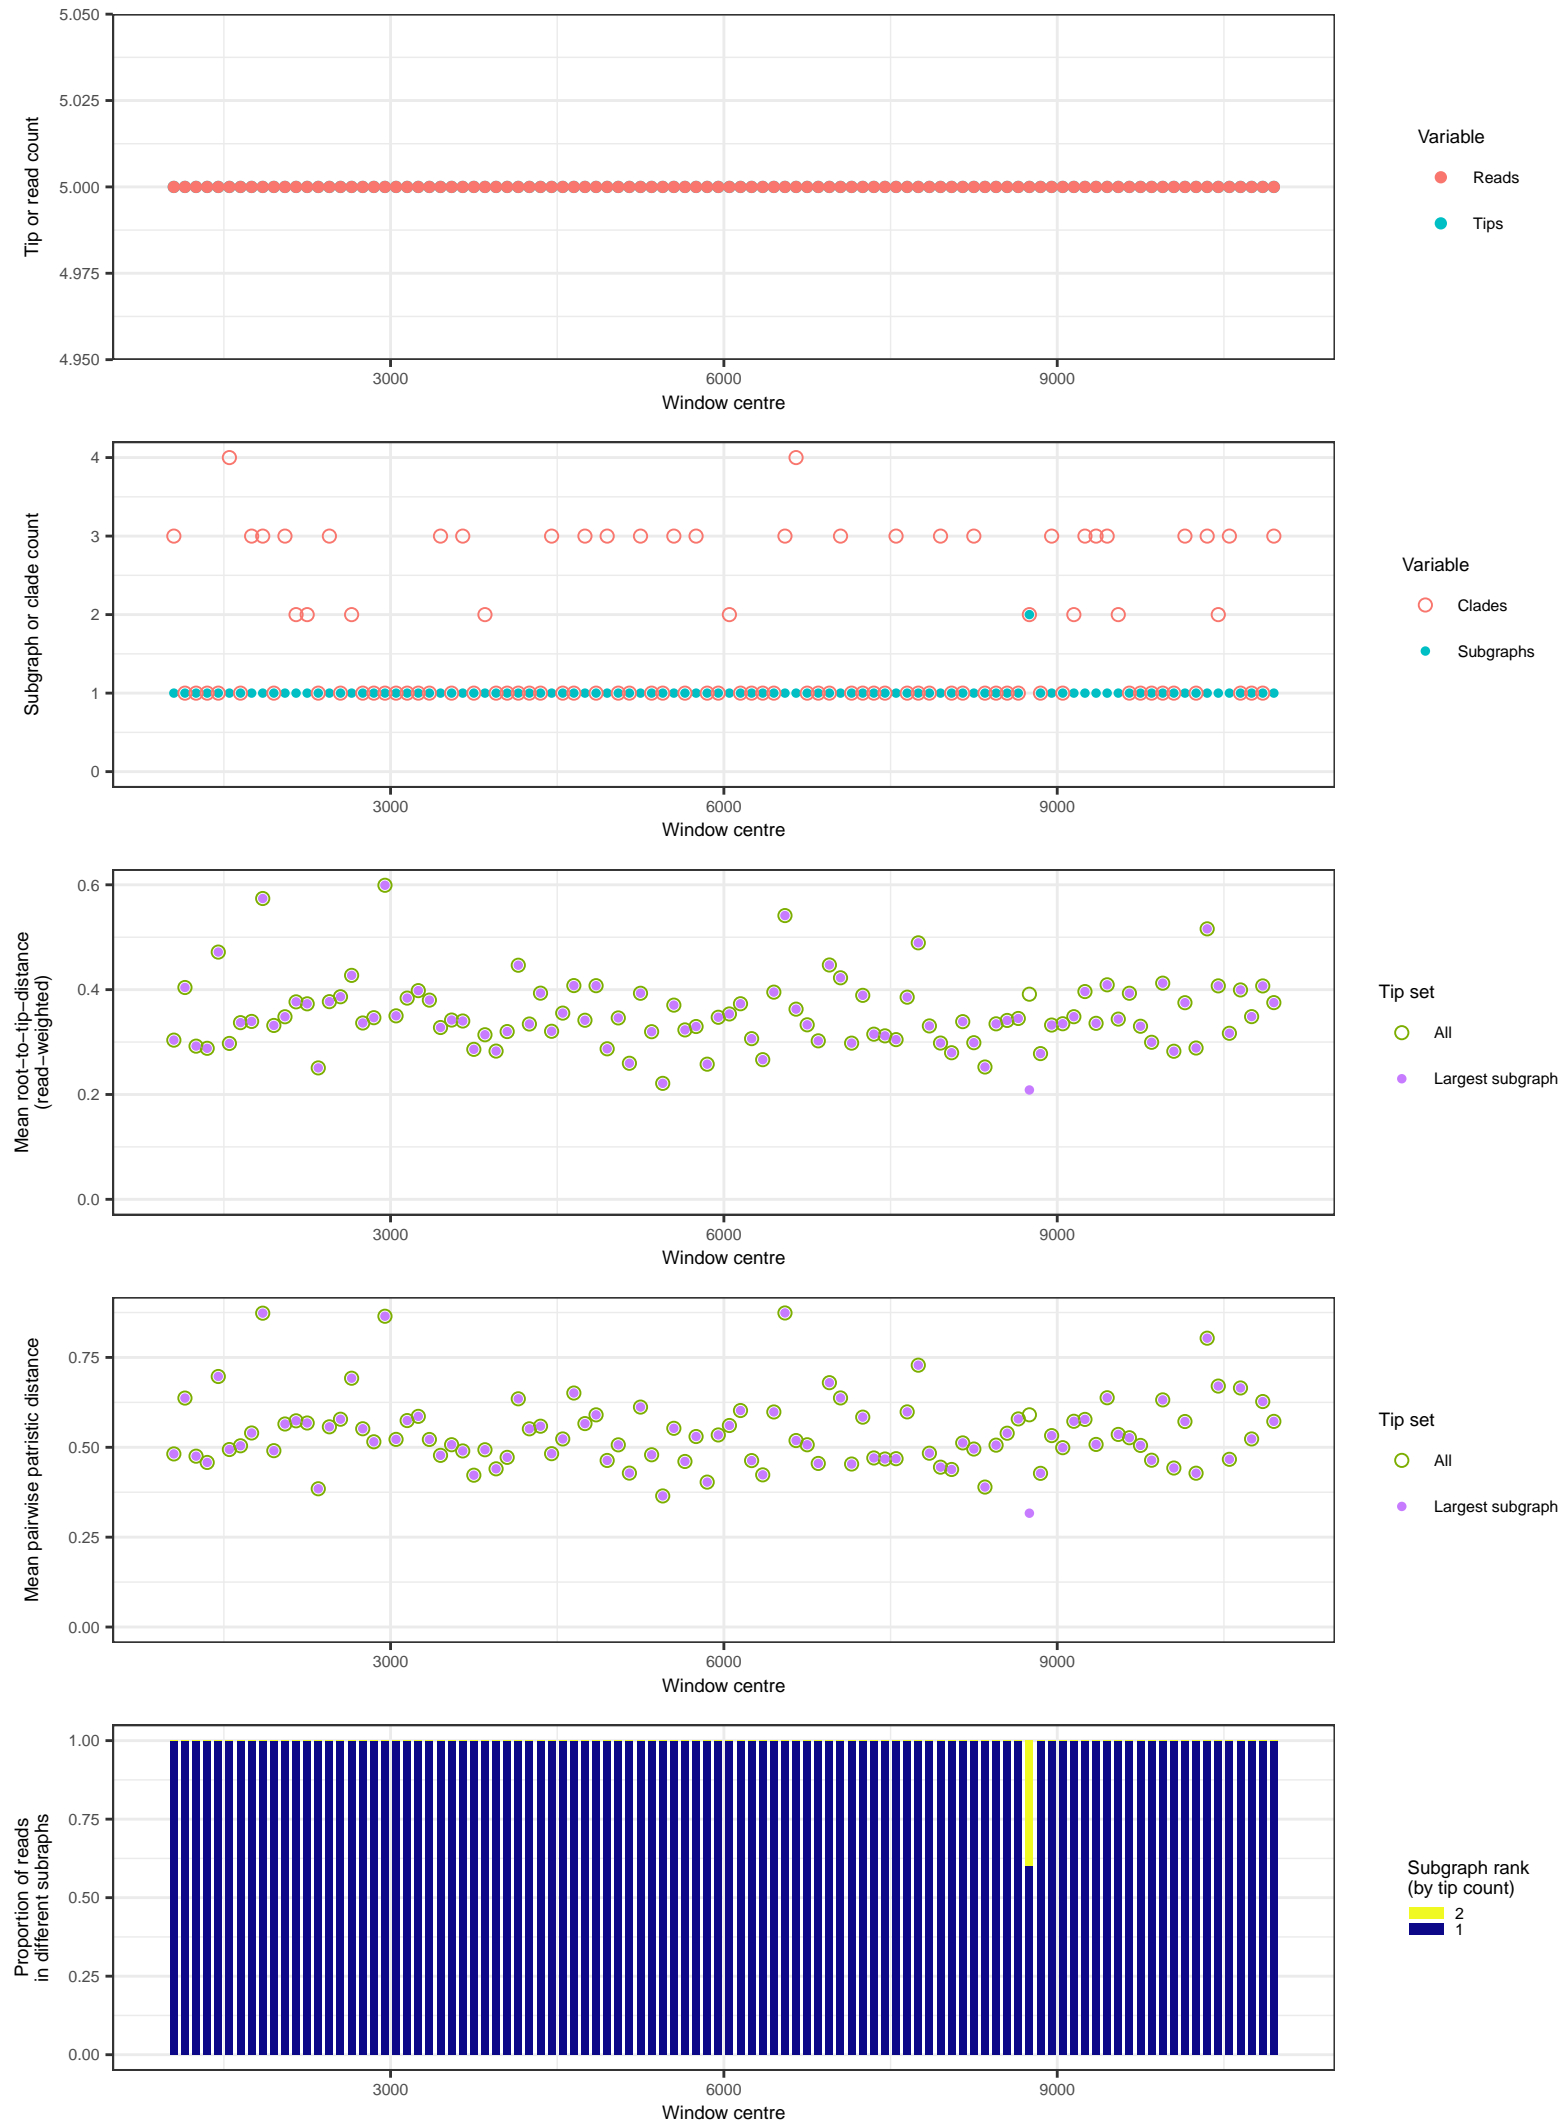 5.050
5.025
5.000
4.975
4.950
Tip or read count
3000 6000 9000
Window centre
Variable
Reads
Tips
4
3
2
1
0
Subgraph or clade count
3000 6000 9000
Window centre
Variable
Clades
Subgraphs
0.6
0.4
0.2
0.0
Mean root−to−tip−distance
(read−weighted)
3000 6000 9000
Window centre
Tip set
All
Largest subgraph
0.75
0.50
0.25
0.00
Mean pairwise patristic distance
3000 6000 9000
Window centre
Tip set
All
Largest subgraph
1.00
0.75
0.50
0.25
0.00
Proportion of reads
in different subraphs
3000 6000 9000
Window centre
Subgraph rank
(by tip count)
2
1